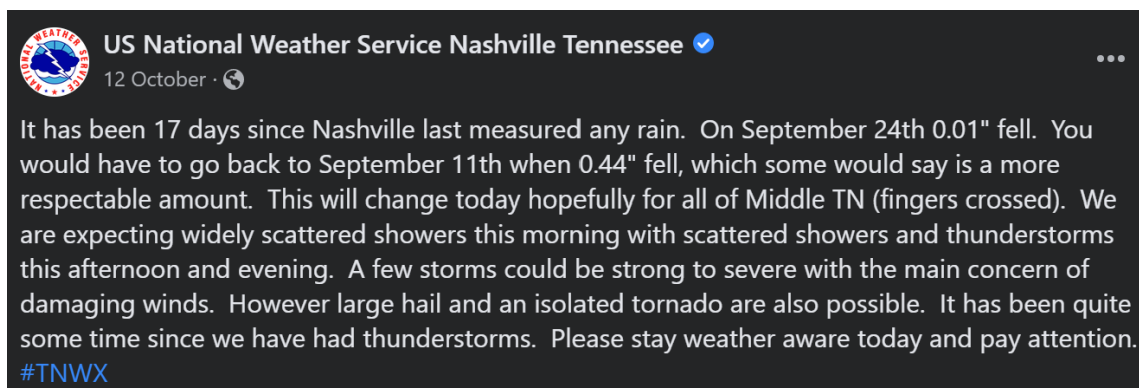 US National Weather Service Nashville Tennessee
12 October ·
It has been 17 days since Nashville last measured any rain.  On September 24th 0.01" fell.  You
would have to go back to September 11th when 0.44" fell, which some would say is a more
respectable amount.  This will change today hopefully for all of Middle TN (fingers crossed).  We
are expecting widely scattered showers this morning with scattered showers and thunderstorms
this afternoon and evening.  A few storms could be strong to severe with the main concern of
damaging winds.  However large hail and an isolated tornado are also possible.  It has been quite
some time since we have had thunderstorms.  Please stay weather aware today and pay attention.
#TNWX
NATIONAL WEATHER SERVICE